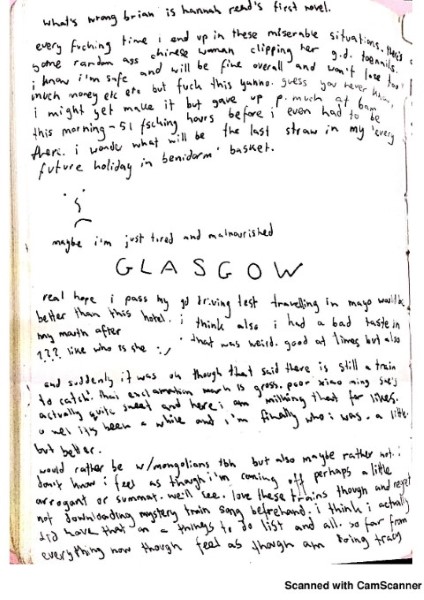 what's wrong brian is hannah read's first novel.
every fvcking time i end up in these miserable situations. there's
some random ass chinese woman clipping her g.d. toenails.
i know i'm safe and will be fine overall and won't lose too
much money etc etc but fuck this yunno. guess you never know,
i might yet make it but gave up p. much at 6am
this morning - 51 fscking hours before i even had to be
there. i wonder what will be the last straw in my 'every
future holiday in benidorm' basket.
maybe i'm just tired and malnourished
GLASGOW
real hope i pass my gd driving test travelling in mayo would be
better than this hotel. i think also i had a bad taste in
my mouth after that was weird. good at times but also
??? like who is she :/
and suddenly it was oh though that said there is still a train
to catch. that exclamation mark is gross. poor xiao ming she's
actually quite sweet and here i am milking that for likes.
it's been a while and i'm finally who i was. a little
but better.
would rather be w/mongolians tbh but also maybe rather not. i
don't know i feel as though i'm coming off perhaps a little
arrogant or summat. we'll see. love these trains though and regret
not downloading mystery train song beforehand. i think i actually
did have that on a things to do list and all. so far from
everything now though feel as though am doing tracy
Scanned with CamScanner